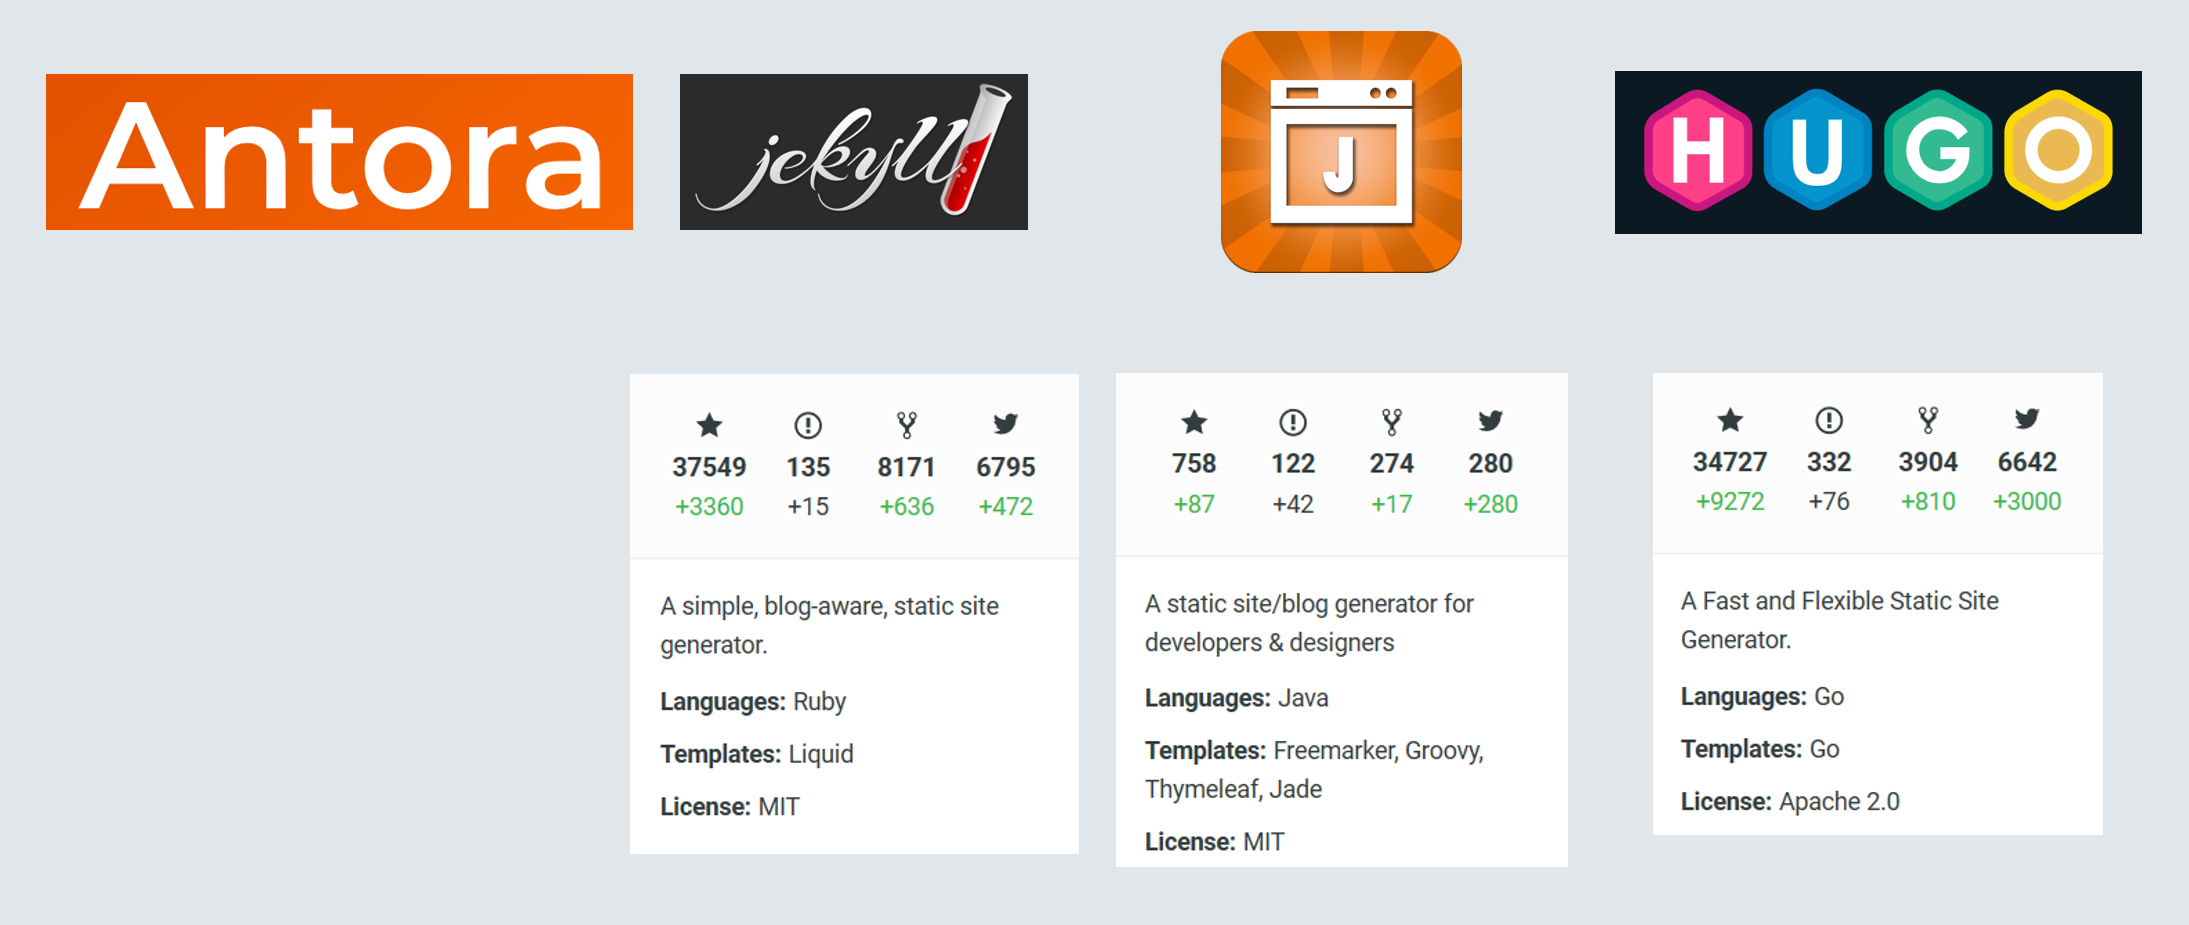 Antora
jekyll
J
HUGO
37549 135 8171 6795
+3360 +15 +636 +472
A simple, blog-aware, static site
generator.
Languages: Ruby
Templates: Liquid
License: MIT
758 122 274 280
+87 +42 +17 +280
A static site/blog generator for
developers & designers
Languages: Java
Templates: Freemarker, Groovy,
Thymeleaf, Jade
License: MIT
34727 332 3904 6642
+9272 +76 +810 +3000
A Fast and Flexible Static Site
Generator.
Languages: Go
Templates: Go
License: Apache 2.0